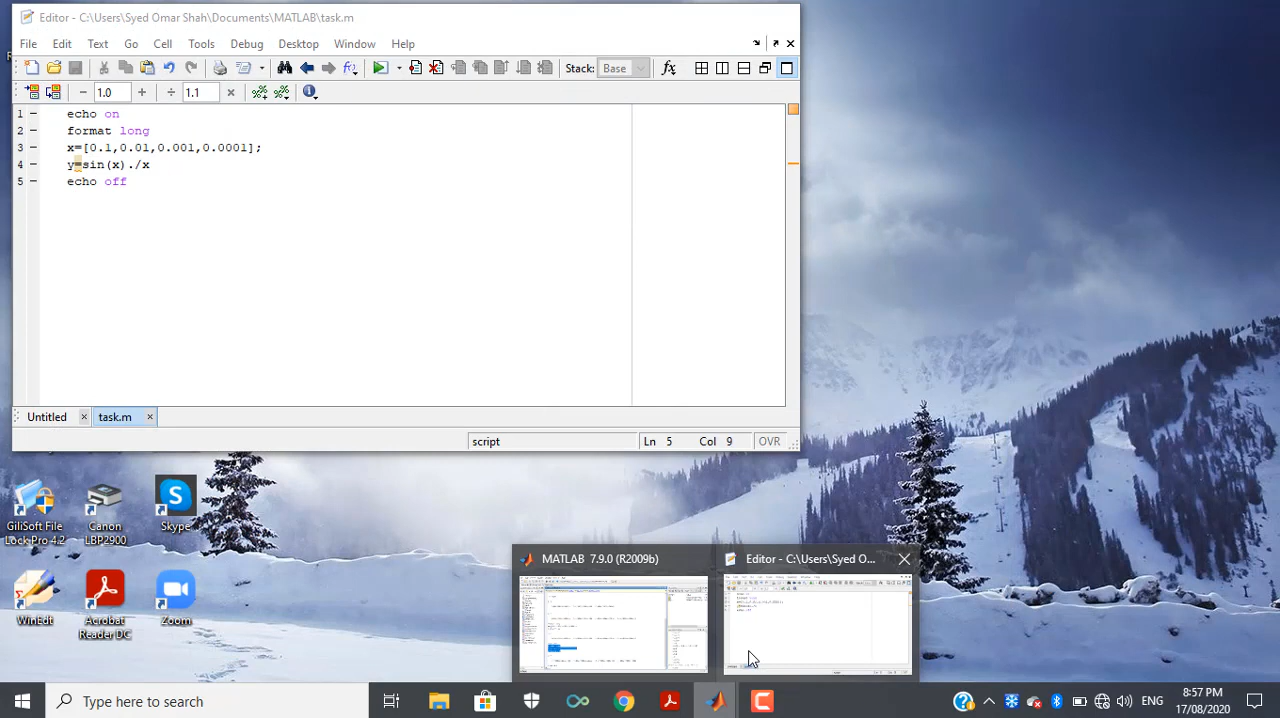 Editor - C:\Users\Syed Omar Shah\Documents\MATLAB\task.m
File Edit Text Go Cell Tools Debug Desktop Window Help
Stack: Base fx
− 1.0 + ÷ 1.1 ×
1 − echo on
2 − format long
3 − x=[0.1,0.01,0.001,0.0001];
4 − y=sin(x)./x
5 − echo off
Untitled × task.m ×
script Ln 5 Col 9 OVR
GiliSoft File
Lock Pro 4.2
Canon
LBP2900
Skype
WinRAR
Acrobat
Reader DC
Zoom
MATLAB 7.9.0 (R2009b)
Editor - C:\Users\Syed O...
Type here to search
ENG
8:57 PM
17/08/2020